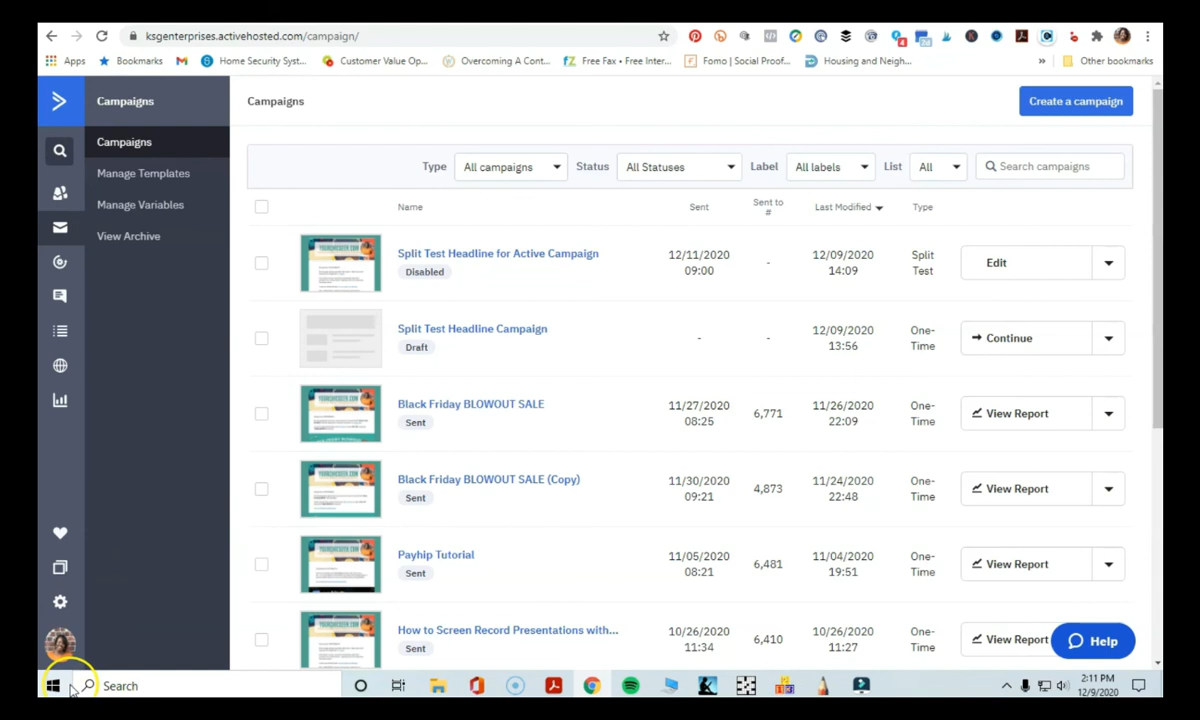 ksgenterprises.activehosted.com/campaign/
Apps Bookmarks Home Security Syst... Customer Value Op... Overcoming A Cont... Free Fax • Free Inter... Fomo | Social Proof... Housing and Neigh... » Other bookmarks
Campaigns
Campaigns
Create a campaign
Campaigns
Manage Templates
Manage Variables
View Archive
Type All campaigns Status All Statuses Label All labels List All Search campaigns
Name Sent Sent to # Last Modified Type
Split Test Headline for Active Campaign
Disabled
12/11/2020 09:00 - 12/09/2020 14:09 Split Test Edit
Split Test Headline Campaign
Draft
- - 12/09/2020 13:56 One-Time Continue
Black Friday BLOWOUT SALE
Sent
11/27/2020 08:25 6,771 11/26/2020 22:09 One-Time View Report
Black Friday BLOWOUT SALE (Copy)
Sent
11/30/2020 09:21 4,873 11/24/2020 22:48 One-Time View Report
Payhip Tutorial
Sent
11/05/2020 08:21 6,481 11/04/2020 19:51 One-Time View Report
How to Screen Record Presentations with...
Sent
10/26/2020 11:34 6,410 10/26/2020 11:27 One-Time View Report
Help
Search
2:11 PM
12/9/2020